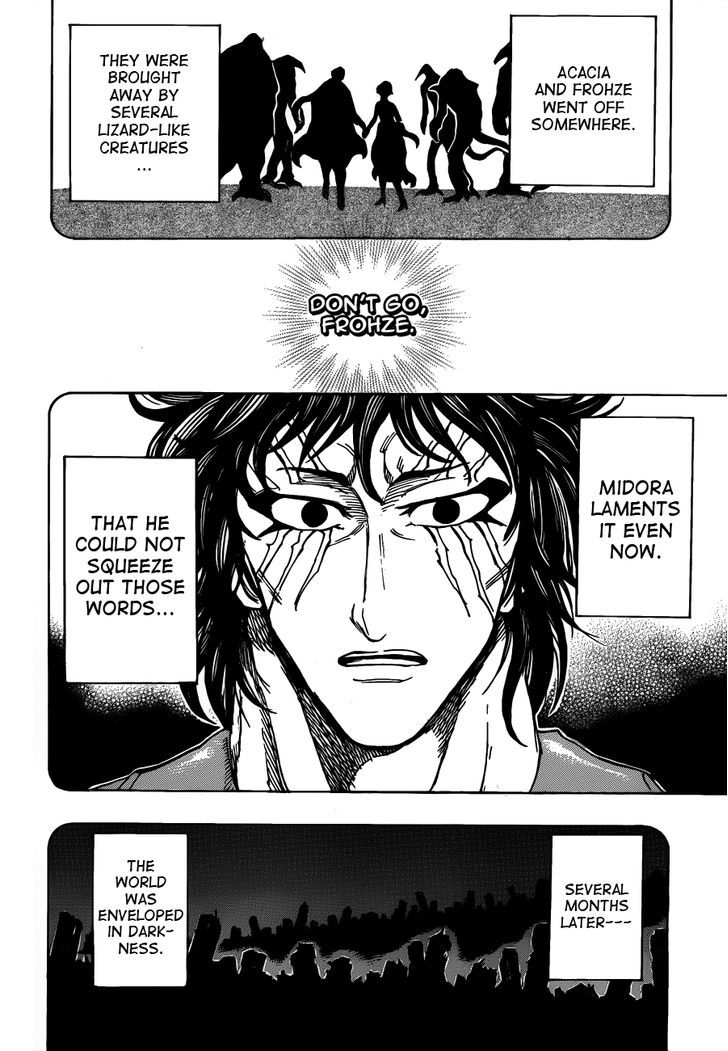 ACACIA
AND FROHZE
WENT OFF
SOMEWHERE.
THEY WERE
BROUGHT
AWAY BY
SEVERAL
LIZARD-LIKE
CREATURES
...
DON'T GO,
FROHZE.
MIDORA
LAMENTS
IT EVEN
NOW.
THAT HE
COULD NOT
SQUEEZE
OUT THOSE
WORDS...
SEVERAL
MONTHS
LATER---
THE
WORLD
WAS
ENVELOPED
IN DARK-
NESS.